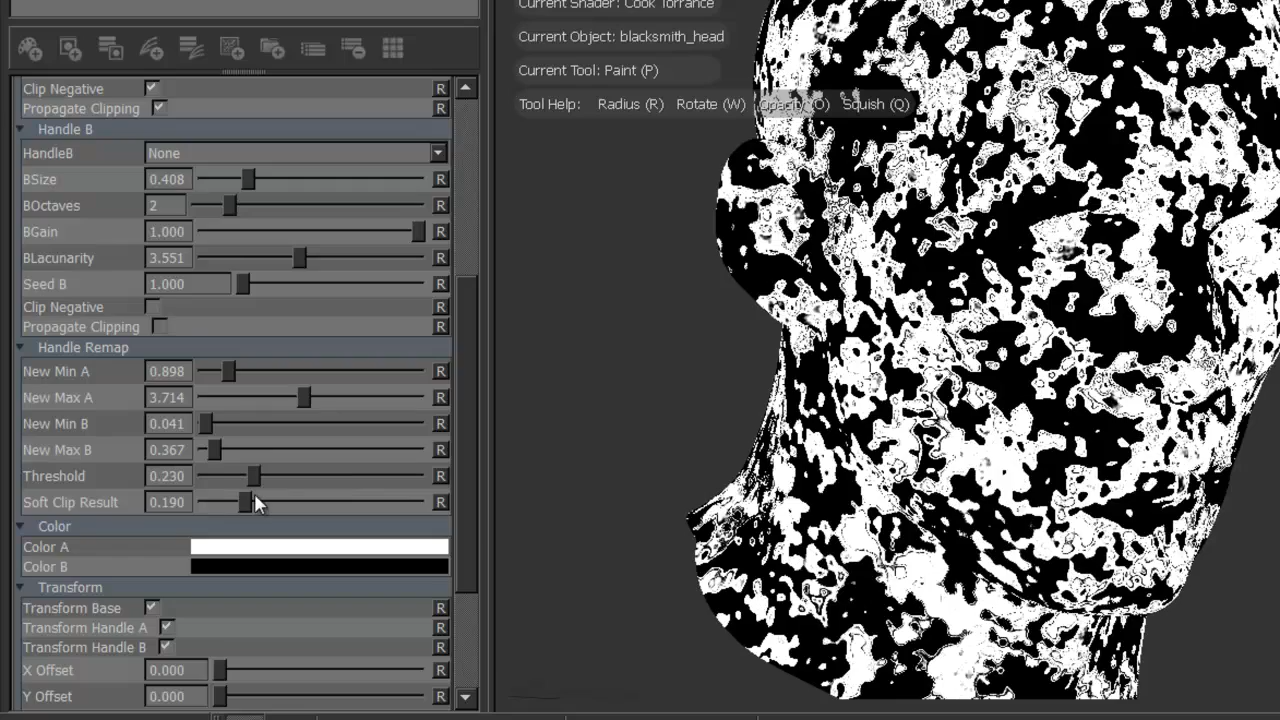 Current Shader: Cook Torrance
Current Object: blacksmith_head
Current Tool: Paint (P)
Tool Help: Radius (R) Rotate (W) Opacity (O) Squish (Q)
Clip Negative R
Propagate Clipping R
Handle B
HandleB None
BSize 0.408 R
BOctaves 2 R
BGain 1.000 R
BLacunarity 3.551 R
Seed B 1.000 R
Clip Negative R
Propagate Clipping R
Handle Remap
New Min A 0.898 R
New Max A 3.714 R
New Min B 0.041 R
New Max B 0.367 R
Threshold 0.230 R
Soft Clip Result 0.190 R
Color
Color A
Color B
Transform
Transform Base R
Transform Handle A R
Transform Handle B R
X Offset 0.000 R
Y Offset 0.000 R